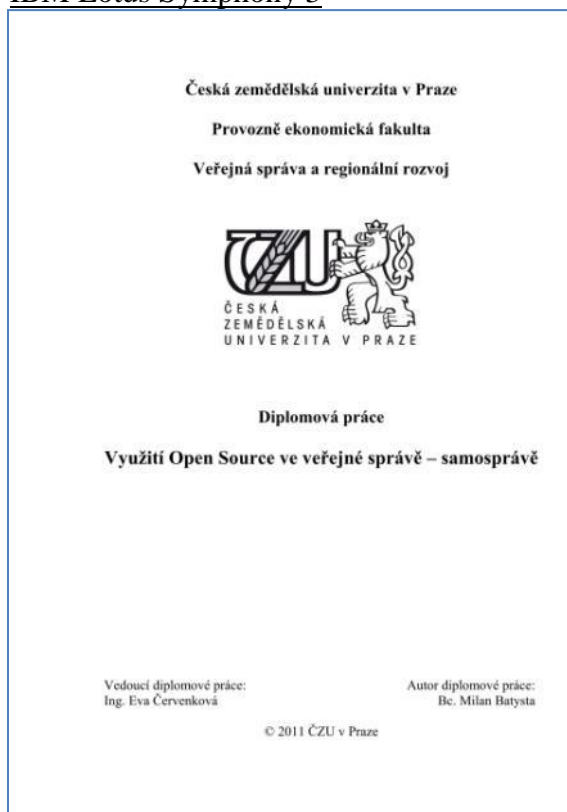 IBM Lotus Symphony 3
Česká zemědělská univerzita v Praze
Provozně ekonomická fakulta
Veřejná správa a regionální rozvoj
ČZU
ČESKÁ
ZEMĚDĚLSKÁ
UNIVERZITA V PRAZE
Diplomová práce
Využití Open Source ve veřejné správě – samosprávě
Vedoucí diplomové práce:
Ing. Eva Červenková
Autor diplomové práce:
Bc. Milan Batysta
© 2011 ČZU v Praze